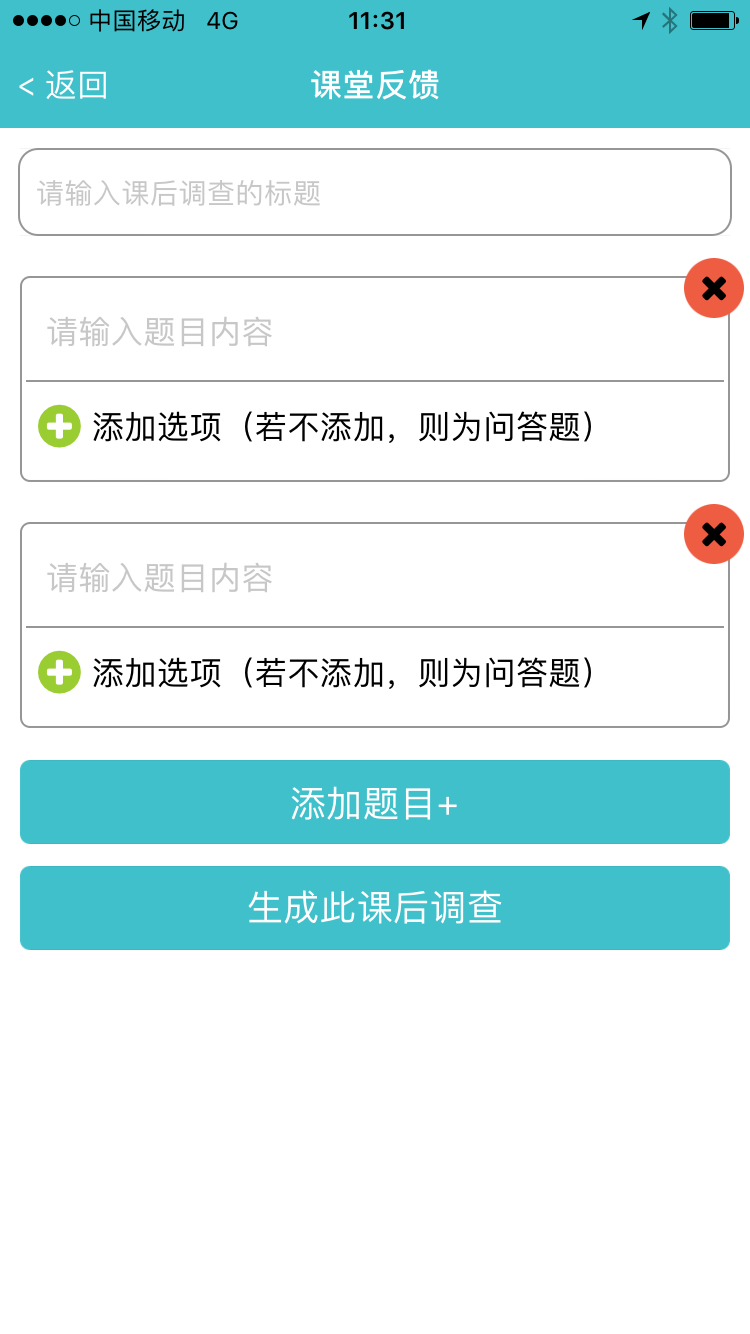 中国移动 4G 11:31
< 返回 课堂反馈
请输入课后调查的标题
请输入题目内容
添加选项（若不添加，则为问答题）
请输入题目内容
添加选项（若不添加，则为问答题）
添加题目+
生成此课后调查